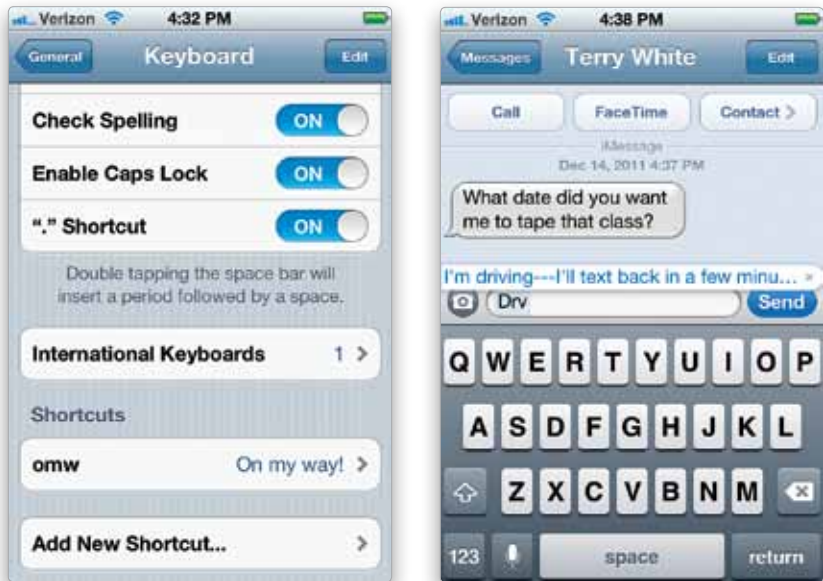 Verizon 4:32 PM
General Keyboard Edit
Check Spelling ON
Enable Caps Lock ON
“.” Shortcut ON
Double tapping the space bar will
insert a period followed by a space.
International Keyboards 1 >
Shortcuts
omw On my way! >
Add New Shortcut... >
Verizon 4:38 PM
Messages Terry White Edit
Call FaceTime Contact >
iMessage
Dec 14, 2011 4:37 PM
What date did you want
me to tape that class?
I'm driving---I'll text back in a few minu... ×
Drv Send
Q W E R T Y U I O P
A S D F G H J K L
Z X C V B N M
123 space return